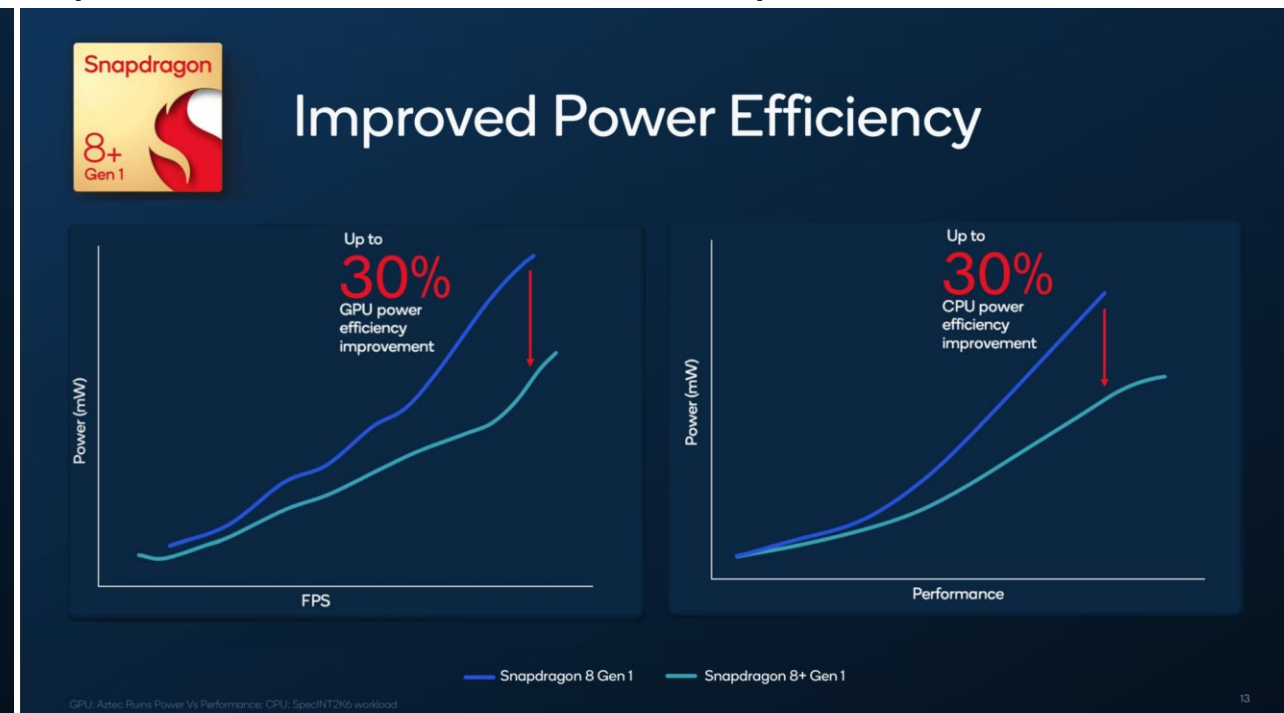 Snapdragon
8+
Gen 1
Improved Power Efficiency
Up to
30%
GPU power
efficiency
improvement
Power (mW)
FPS
Up to
30%
CPU power
efficiency
improvement
Power (mW)
Performance
Snapdragon 8 Gen 1
Snapdragon 8+ Gen 1
GPU: Aztec Ruins Power Vs Performance; CPU: SpecINT2K6 workload
13